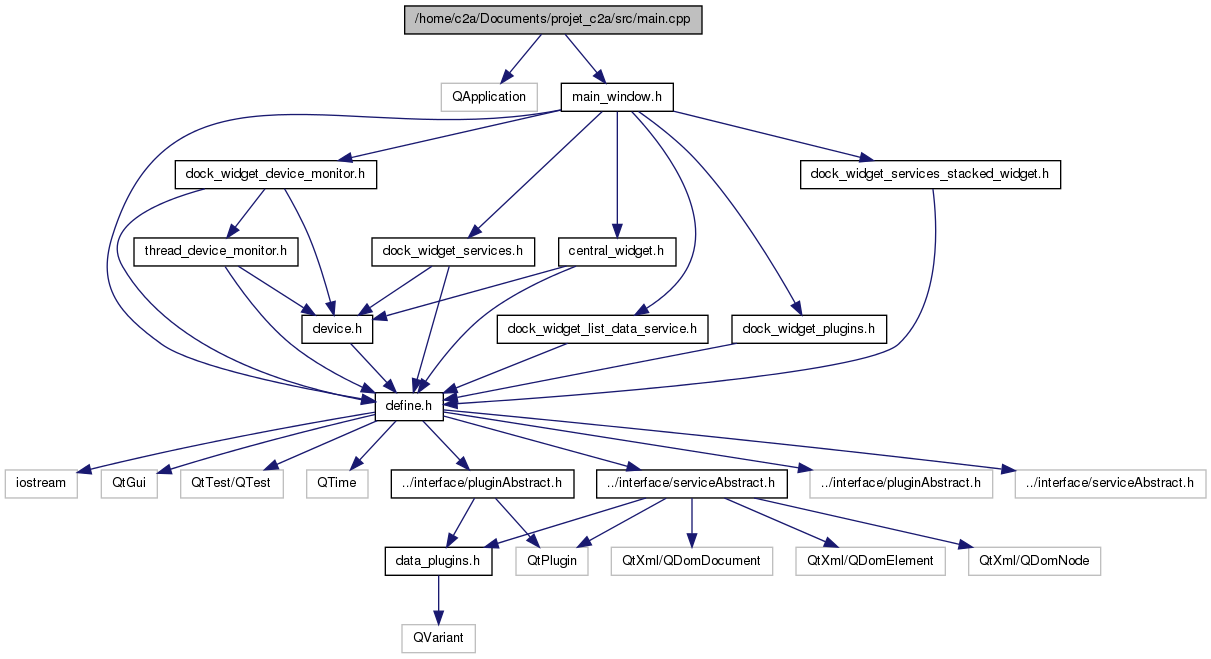 /home/c2a/Documents/projet_c2a/src/main.cpp
QApplication
main_window.h
dock_widget_device_monitor.h
dock_widget_services_stacked_widget.h
thread_device_monitor.h
dock_widget_services.h
central_widget.h
device.h
dock_widget_list_data_service.h
dock_widget_plugins.h
define.h
iostream
QtGui
QtTest/QTest
QTime
../interface/pluginAbstract.h
../interface/serviceAbstract.h
../interface/pluginAbstract.h
../interface/serviceAbstract.h
data_plugins.h
QtPlugin
QtXml/QDomDocument
QtXml/QDomElement
QtXml/QDomNode
QVariant